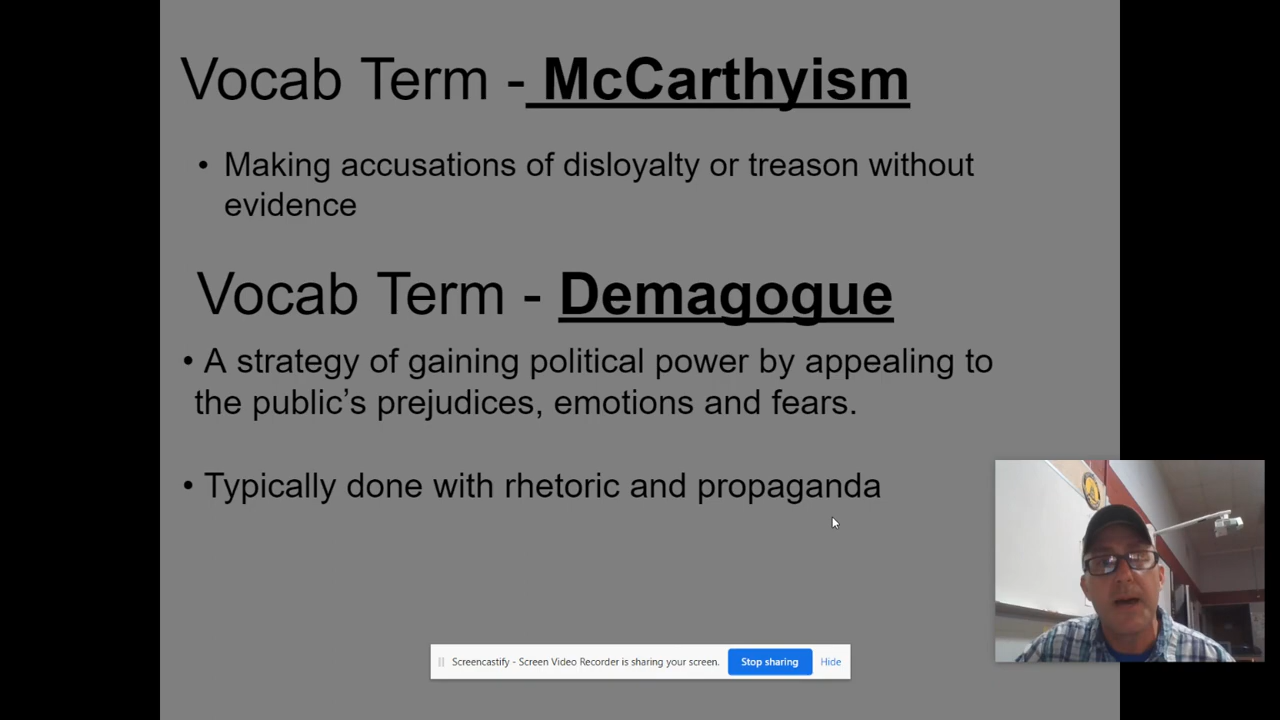 Vocab Term - McCarthyism
• Making accusations of disloyalty or treason without
evidence
Vocab Term - Demagogue
• A strategy of gaining political power by appealing to
the public’s prejudices, emotions and fears.
• Typically done with rhetoric and propaganda
Screencastify - Screen Video Recorder is sharing your screen. Stop sharing Hide